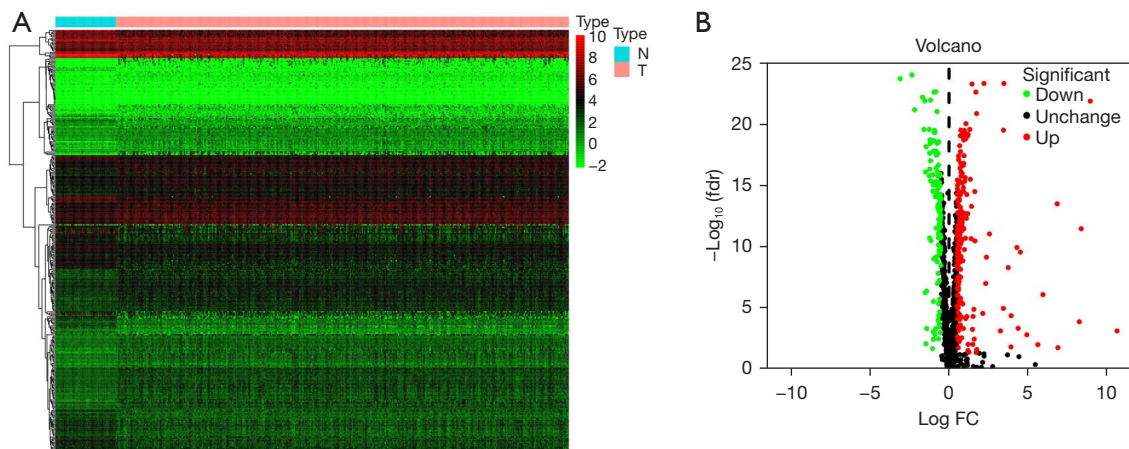 A
Type
10
8
6
4
2
0
−2
Type
N
T
B
Volcano
Significant
Down
Unchange
Up
25
20
15
10
5
0
−Log₁₀ (fdr)
−10
−5
0
5
10
Log FC